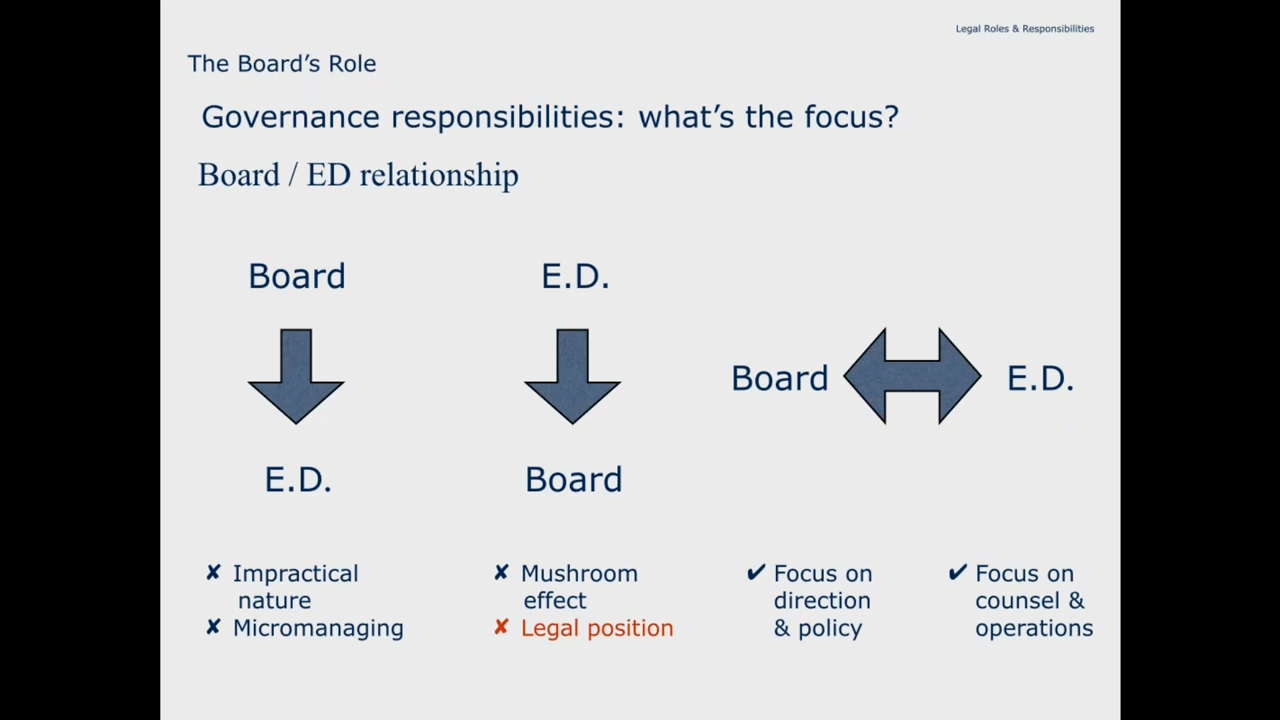 Legal Roles & Responsibilities
The Board’s Role
Governance responsibilities: what’s the focus?
Board / ED relationship
Board
E.D.
E.D.
Board
Board
E.D.
✘ Impractical
nature
✘ Micromanaging
✘ Mushroom
effect
✘ Legal position
✔ Focus on
direction
& policy
✔ Focus on
counsel &
operations